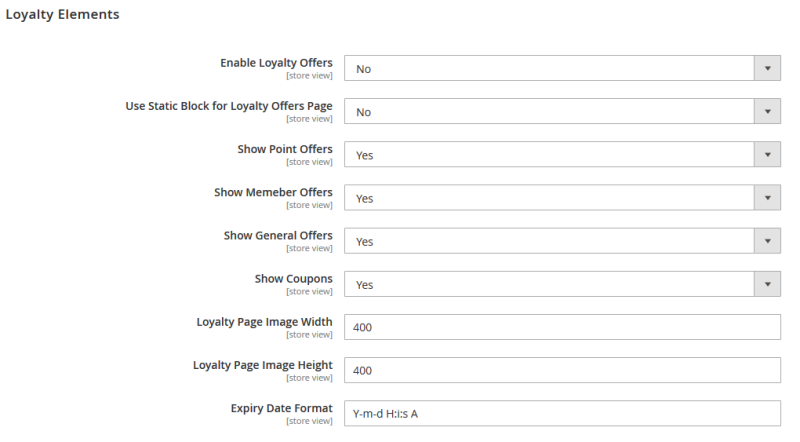 Loyalty Elements
Enable Loyalty Offers
[store view]
No
Use Static Block for Loyalty Offers Page
[store view]
No
Show Point Offers
[store view]
Yes
Show Memeber Offers
[store view]
Yes
Show General Offers
[store view]
Yes
Show Coupons
[store view]
Yes
Loyalty Page Image Width
[store view]
400
Loyalty Page Image Height
[store view]
400
Expiry Date Format
[store view]
Y-m-d H:i:s A